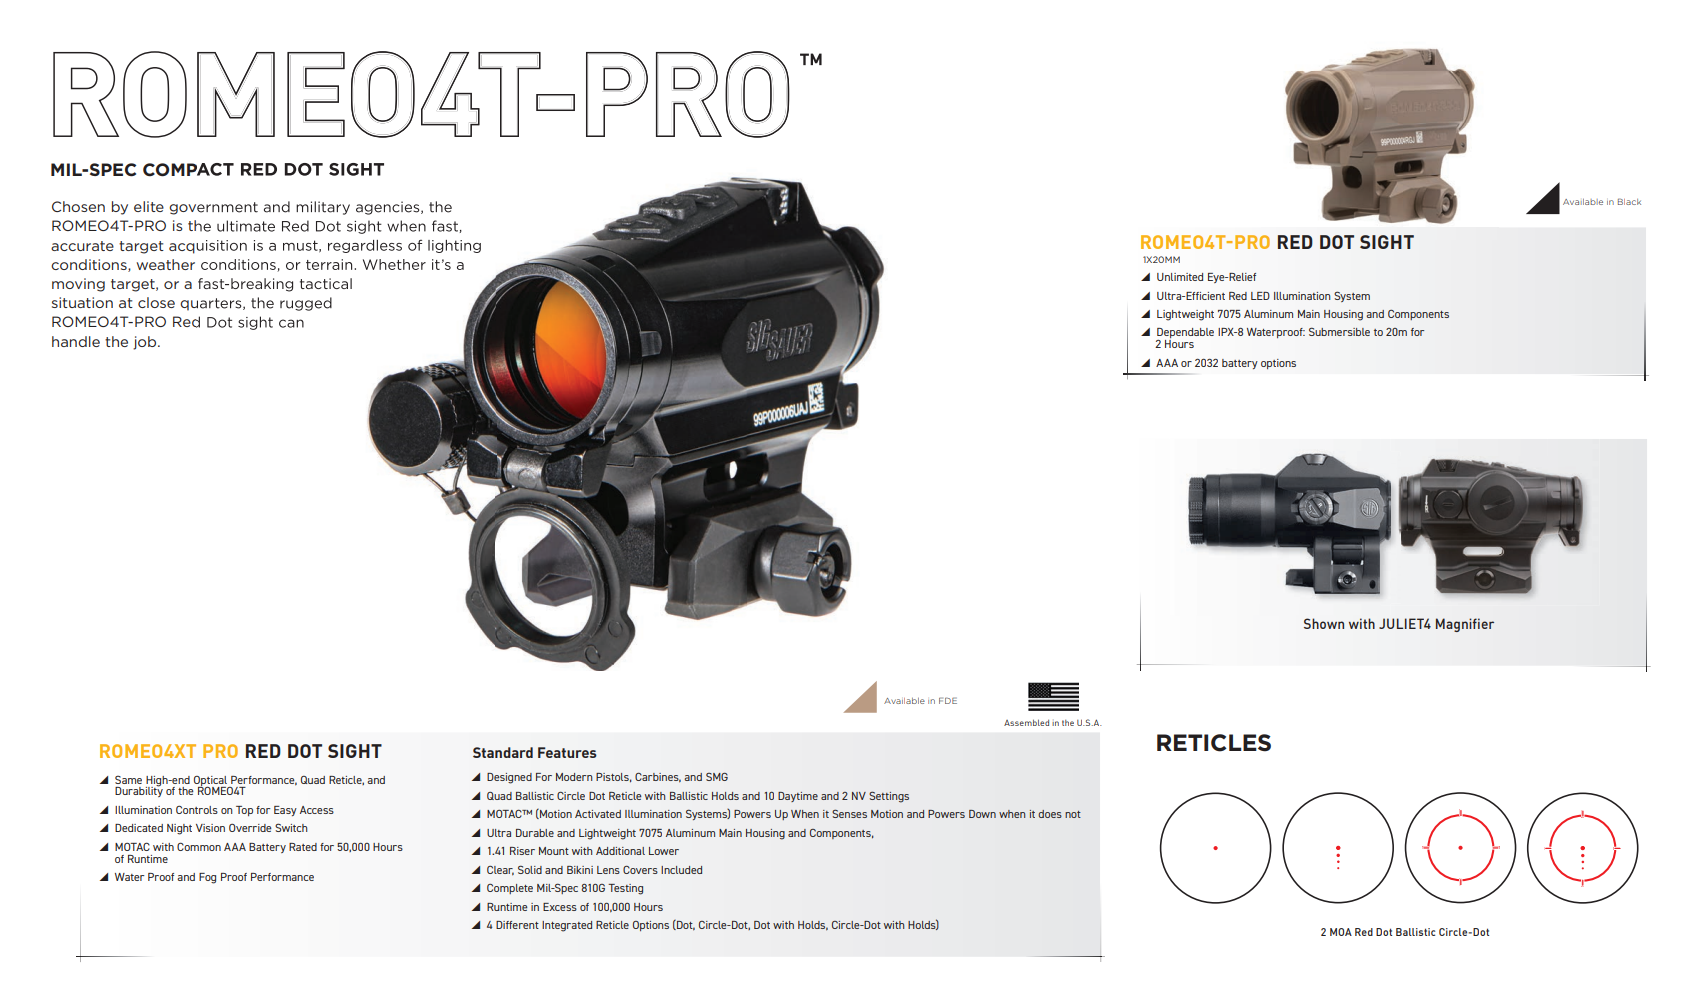 ROMEO4T-PRO™
MIL-SPEC COMPACT RED DOT SIGHT
Chosen by elite government and military agencies, the
ROMEO4T-PRO is the ultimate Red Dot sight when fast,
accurate target acquisition is a must, regardless of lighting
conditions, weather conditions, or terrain. Whether it's a
moving target, or a fast-breaking tactical
situation at close quarters, the rugged
ROMEO4T-PRO Red Dot sight can
handle the job.
SIG
SAUER
99P000006UAJ
Available in FDE
Assembled in the U.S.A.
ROMEO4XT PRO RED DOT SIGHT
Same High-end Optical Performance, Quad Reticle, and
Durability of the ROMEO4T
Illumination Controls on Top for Easy Access
Dedicated Night Vision Override Switch
MOTAC with Common AAA Battery Rated for 50,000 Hours
of Runtime
Water Proof and Fog Proof Performance
Standard Features
Designed For Modern Pistols, Carbines, and SMG
Quad Ballistic Circle Dot Reticle with Ballistic Holds and 10 Daytime and 2 NV Settings
MOTAC™ (Motion Activated Illumination Systems) Powers Up When it Senses Motion and Powers Down when it does not
Ultra Durable and Lightweight 7075 Aluminum Main Housing and Components,
1.41 Riser Mount with Additional Lower
Clear, Solid and Bikini Lens Covers Included
Complete Mil-Spec 810G Testing
Runtime in Excess of 100,000 Hours
4 Different Integrated Reticle Options (Dot, Circle-Dot, Dot with Holds, Circle-Dot with Holds)
Available in Black
ROMEO4T-PRO RED DOT SIGHT
1X20MM
Unlimited Eye-Relief
Ultra-Efficient Red LED Illumination System
Lightweight 7075 Aluminum Main Housing and Components
Dependable IPX-8 Waterproof: Submersible to 20m for
2 Hours
AAA or 2032 battery options
Shown with JULIET4 Magnifier
RETICLES
2 MOA Red Dot Ballistic Circle-Dot